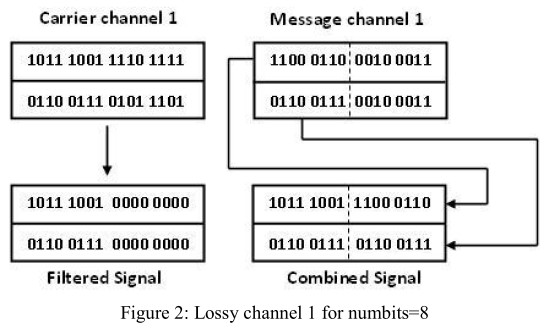 Carrier channel 1
Message channel 1
1011 1001 1110 1111
0110 0111 0101 1101
1100 0110 0010 0011
0110 0111 0010 0011
1011 1001 0000 0000
0110 0111 0000 0000
1011 1001 1100 0110
0110 0111 0110 0111
Filtered Signal
Combined Signal
Figure 2: Lossy channel 1 for numbits=8